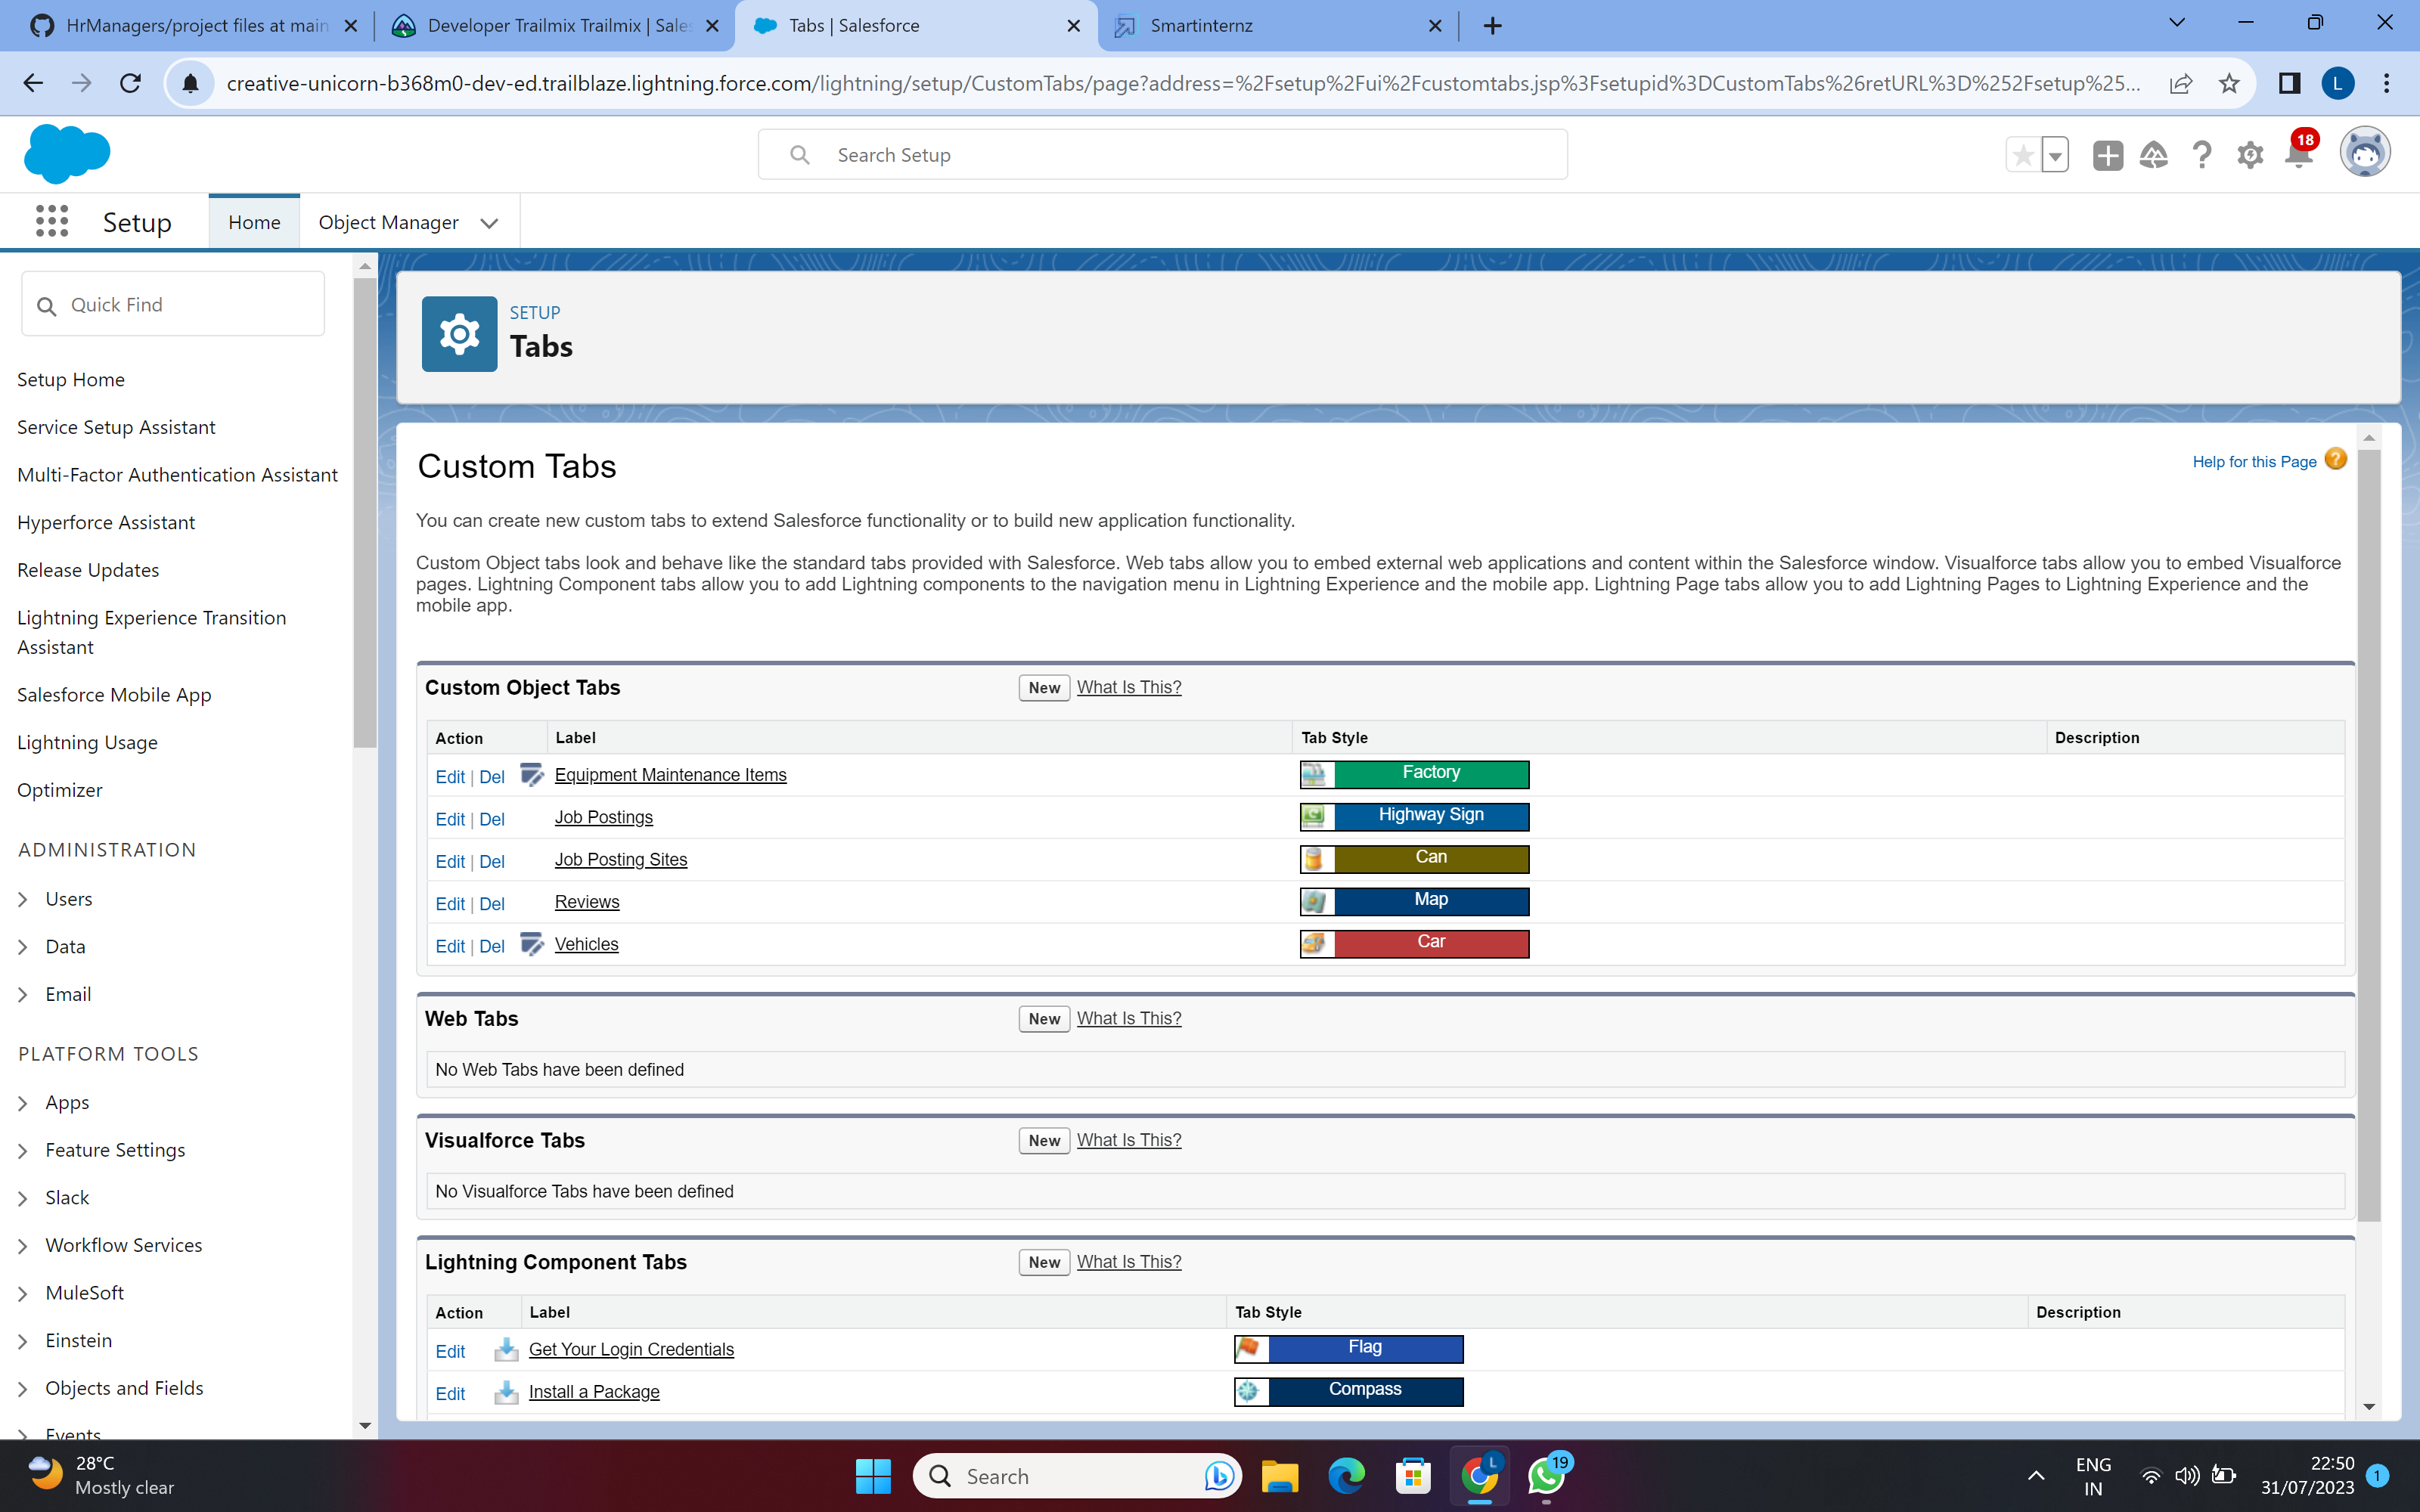 HrManagers/project files at main
Developer Trailmix Trailmix | Sales
Tabs | Salesforce
Smartinternz
creative-unicorn-b368m0-dev-ed.trailblaze.lightning.force.com/lightning/setup/CustomTabs/page?address=%2Fsetup%2Fui%2Fcustomtabs.jsp%3Fsetupid%3DCustomTabs%26retURL%3D%252Fsetup%25...
L
Search Setup
18
Setup
Home
Object Manager
Quick Find
Setup Home
Service Setup Assistant
Multi-Factor Authentication Assistant
Hyperforce Assistant
Release Updates
Lightning Experience Transition
Assistant
Salesforce Mobile App
Lightning Usage
Optimizer
ADMINISTRATION
Users
Data
Email
PLATFORM TOOLS
Apps
Feature Settings
Slack
Workflow Services
MuleSoft
Einstein
Objects and Fields
Events
SETUP
Tabs
Custom Tabs
Help for this Page ?
You can create new custom tabs to extend Salesforce functionality or to build new application functionality.
Custom Object tabs look and behave like the standard tabs provided with Salesforce. Web tabs allow you to embed external web applications and content within the Salesforce window. Visualforce tabs allow you to embed Visualforce
pages. Lightning Component tabs allow you to add Lightning components to the navigation menu in Lightning Experience and the mobile app. Lightning Page tabs allow you to add Lightning Pages to Lightning Experience and the
mobile app.
Custom Object Tabs New What Is This?
Action Label Tab Style Description
Edit | Del Equipment Maintenance Items Factory
Edit | Del Job Postings Highway Sign
Edit | Del Job Posting Sites Can
Edit | Del Reviews Map
Edit | Del Vehicles Car
Web Tabs New What Is This?
No Web Tabs have been defined
Visualforce Tabs New What Is This?
No Visualforce Tabs have been defined
Lightning Component Tabs New What Is This?
Action Label Tab Style Description
Edit Get Your Login Credentials Flag
Edit Install a Package Compass
28°C
Mostly clear
Search
L
19
ENG
IN
22:50
31/07/2023
1